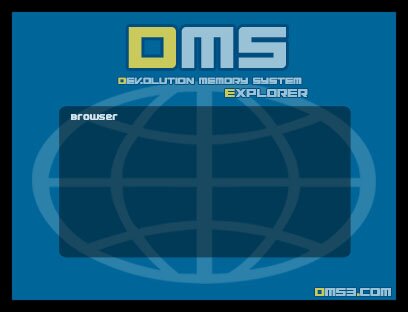 DMS
DEVOLUTION MEMORY SYSTEM
EXPLORER
BROWSER
DMS3.COM